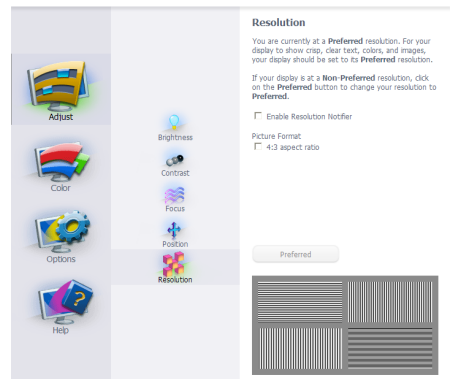 Adjust
Color
Options
Help
Brightness
Contrast
Focus
Position
Resolution
Resolution
You are currently at a Preferred resolution. For your
display to show crisp, clear text, colors, and images,
your display should be set to its Preferred resolution.
If your display is at a Non-Preferred resolution, click
on the Preferred button to change your resolution to
Preferred.
Enable Resolution Notifier
Picture Format
4:3 aspect ratio
Preferred